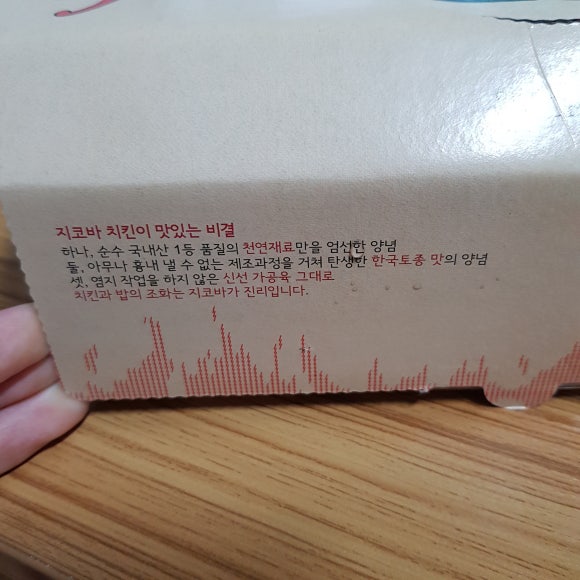 지코바 치킨이 맛있는 비결
하나, 순수 국내산 1등 품질의 천연재료만을 엄선한 양념
둘, 아무나 흉내 낼 수 없는 제조과정을 거쳐 탄생한 한국토종 맛의 양념
셋, 염지 작업을 하지 않은 신선 가공육 그대로
치킨과 밥의 조화는 지코바가 진리입니다.